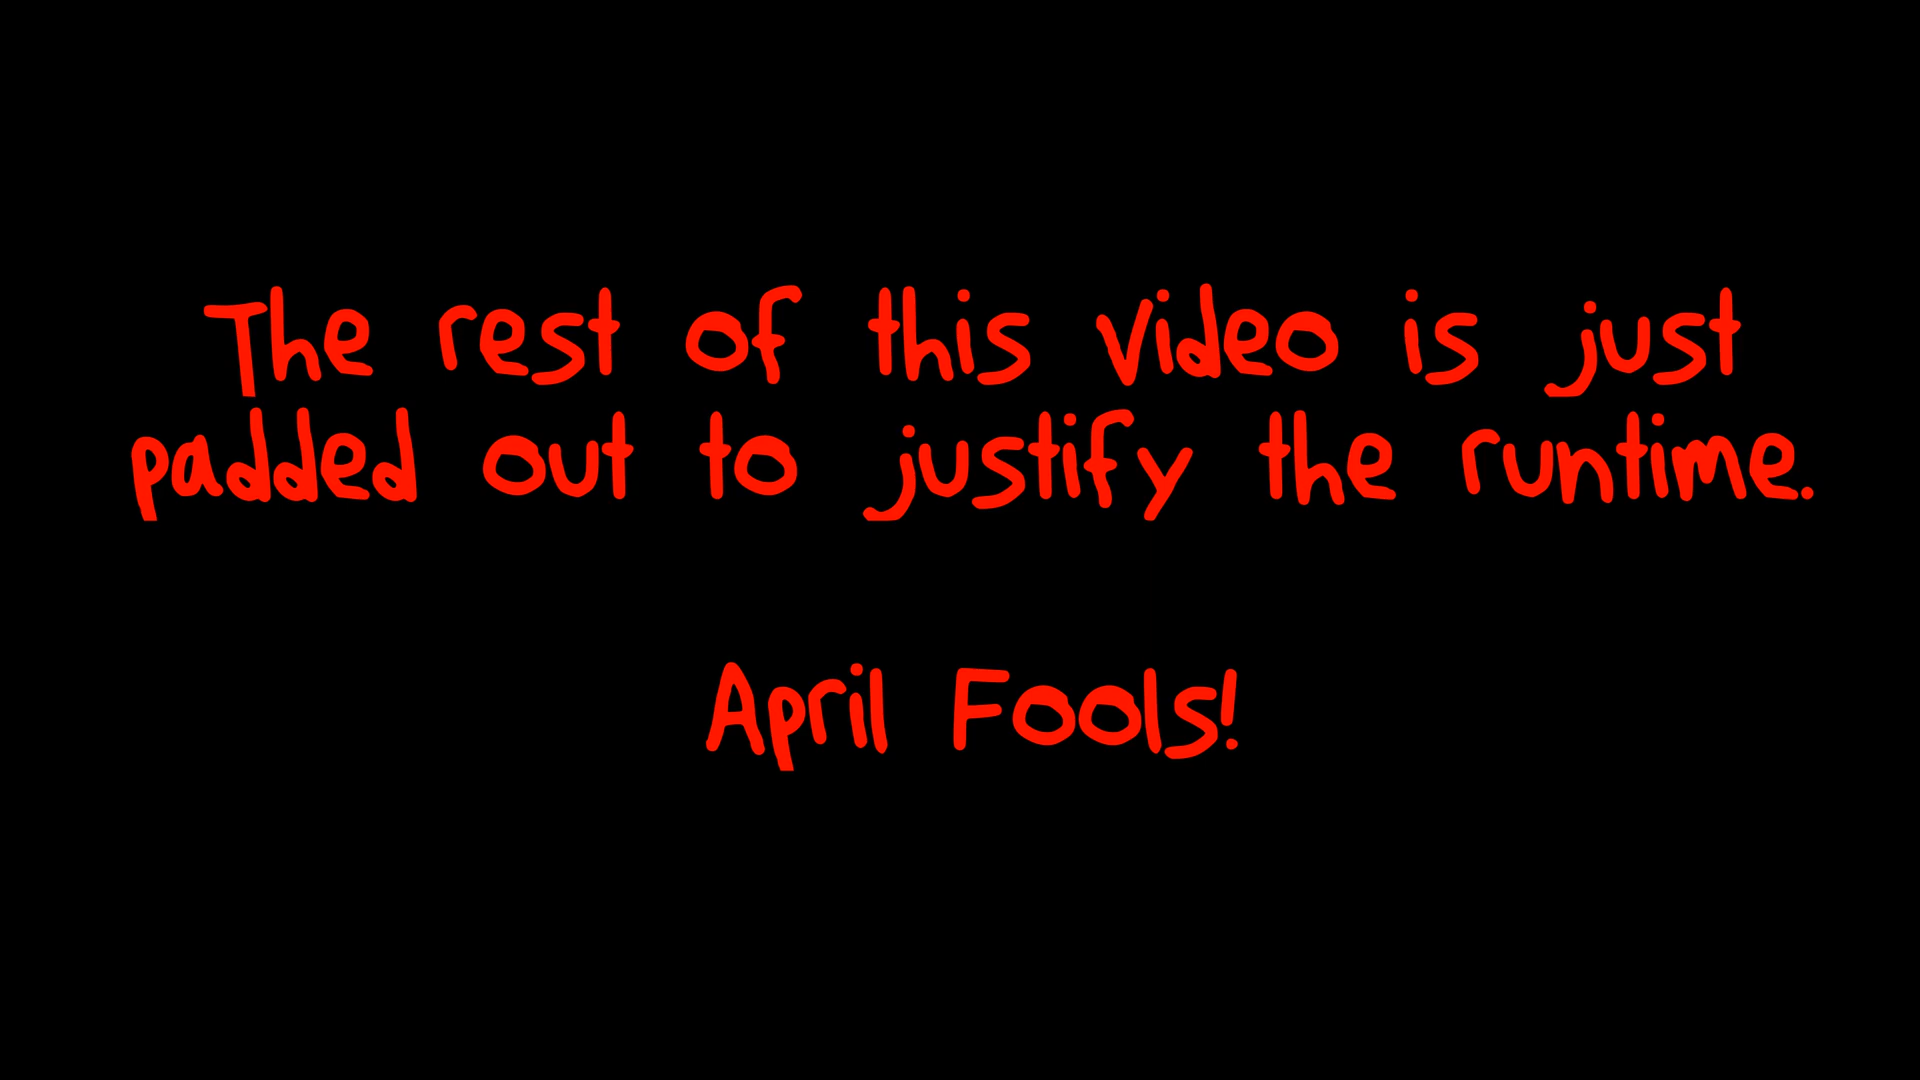 The rest of this video is just
padded out to justify the runtime.
April Fools!